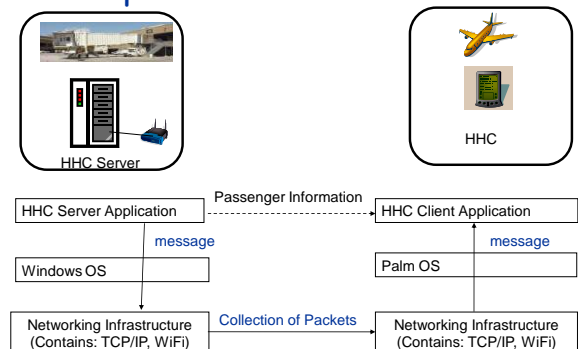 HHC Server
HHC
HHC Server Application
Passenger Information
HHC Client Application
message
message
Windows OS
Palm OS
Networking Infrastructure
(Contains: TCP/IP, WiFi)
Collection of Packets
Networking Infrastructure
(Contains: TCP/IP, WiFi)